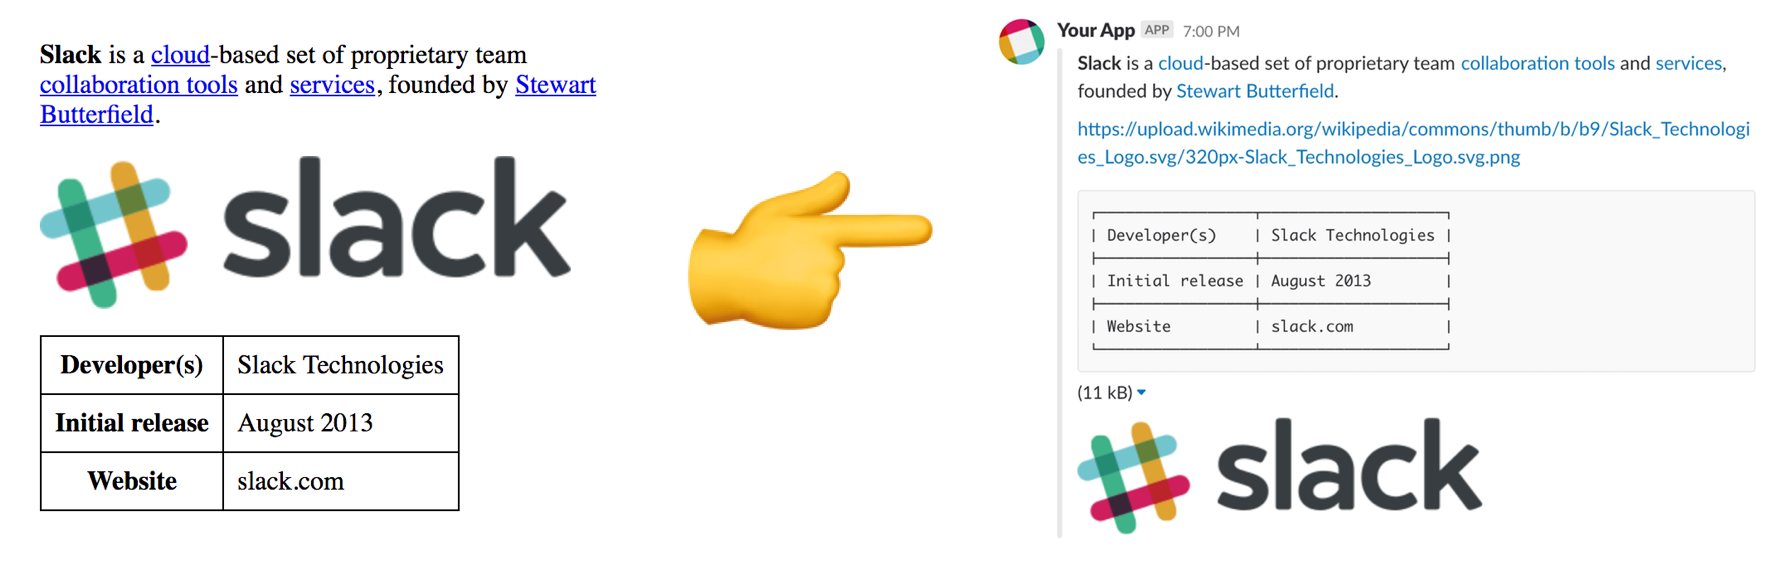 Slack is a cloud-based set of proprietary team
collaboration tools and services, founded by Stewart
Butterfield.
slack
Developer(s) Slack Technologies
Initial release August 2013
Website slack.com
Your App APP 7:00 PM
Slack is a cloud-based set of proprietary team collaboration tools and services,
founded by Stewart Butterfield.
https://upload.wikimedia.org/wikipedia/commons/thumb/b/b9/Slack_Technologi
es_Logo.svg/320px-Slack_Technologies_Logo.svg.png
| Developer(s) | Slack Technologies |
| Initial release | August 2013 |
| Website | slack.com |
(11 kB)
slack